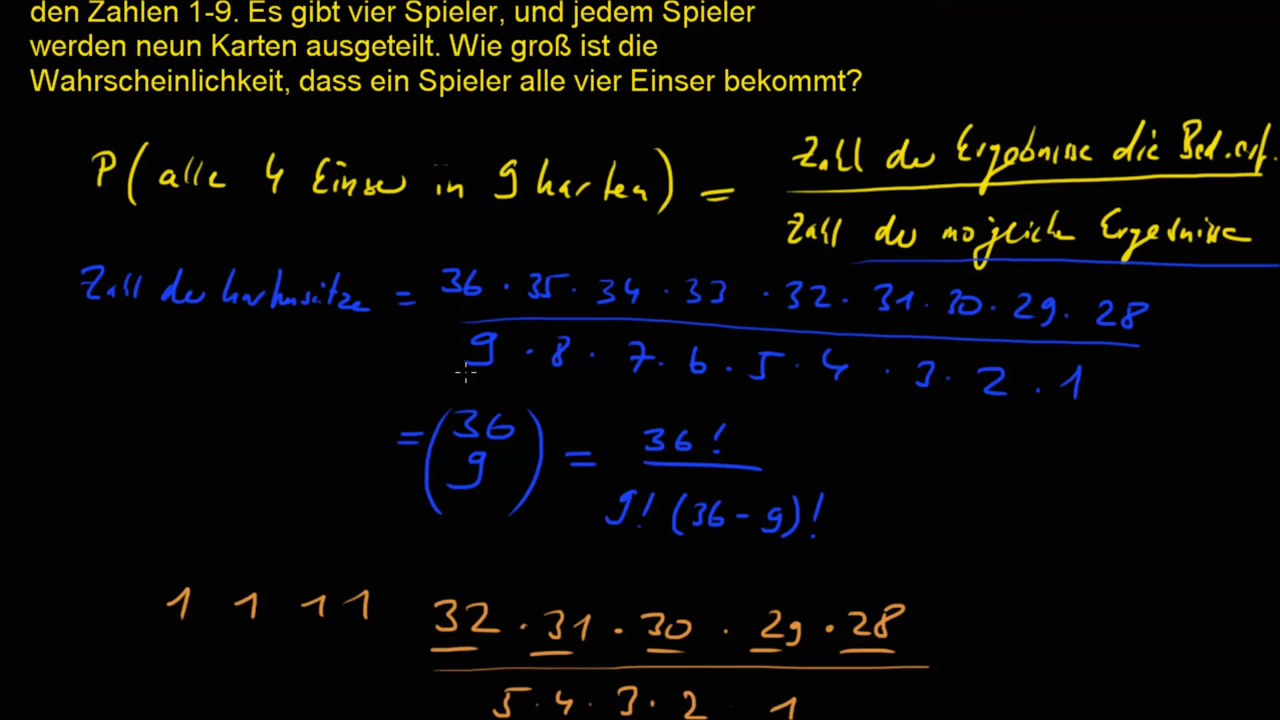 den Zahlen 1-9. Es gibt vier Spieler, und jedem Spieler
werden neun Karten ausgeteilt. Wie groß ist die
Wahrscheinlichkeit, dass ein Spieler alle vier Einser bekommt?
P(alle 4 Einser in 9 Karten) = Zahl der Ergebnisse die Bed. erf.
Zahl der mögliche Ergebnisse
Zahl der Kartensätze = 36 · 35 · 34 · 33 · 32 · 31 · 30 · 29 · 28
9 · 8 · 7 · 6 · 5 · 4 · 3 · 2 · 1
= (36 9) = 36!
9! (36 - 9)!
1 1 1 1 32 · 31 · 30 · 29 · 28
5 · 4 · 3 · 2 · 1